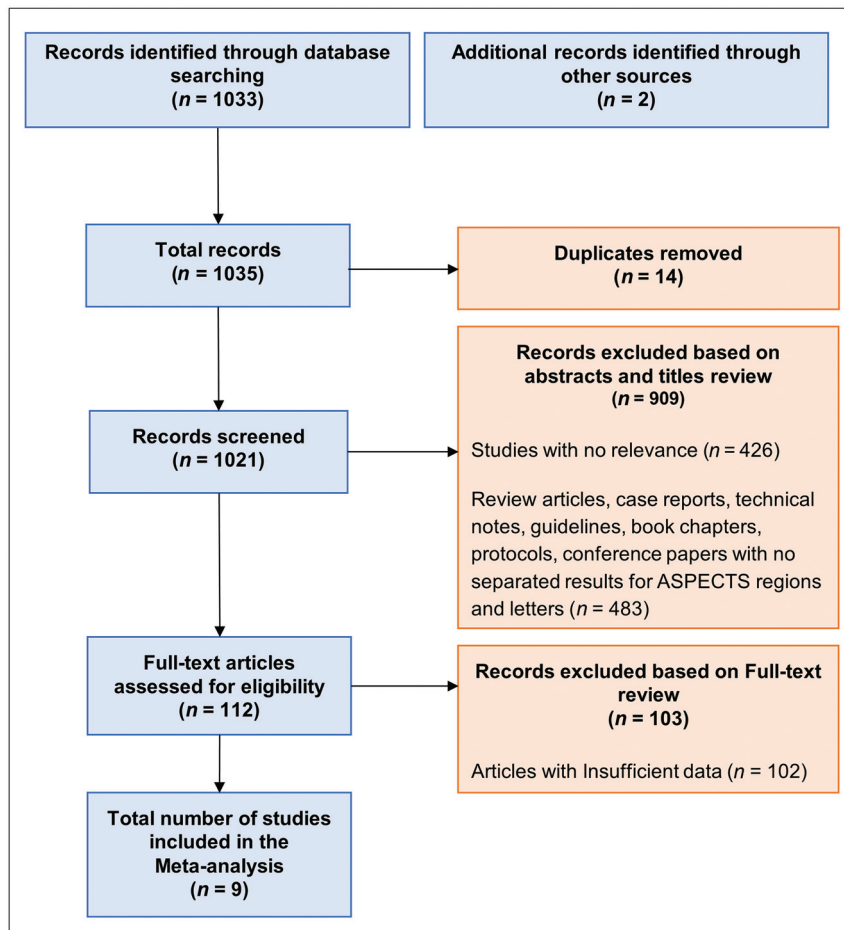 Records identified through database
searching
(n = 1033)
Additional records identified through
other sources
(n = 2)
Total records
(n = 1035)
Duplicates removed
(n = 14)
Records excluded based on
abstracts and titles review
(n = 909)
Studies with no relevance (n = 426)
Review articles, case reports, technical
notes, guidelines, book chapters,
protocols, conference papers with no
separated results for ASPECTS regions
and letters (n = 483)
Records screened
(n = 1021)
Full-text articles
assessed for eligibility
(n = 112)
Records excluded based on Full-text
review
(n = 103)
Articles with Insufficient data (n = 102)
Total number of studies
included in the
Meta-analysis
(n = 9)